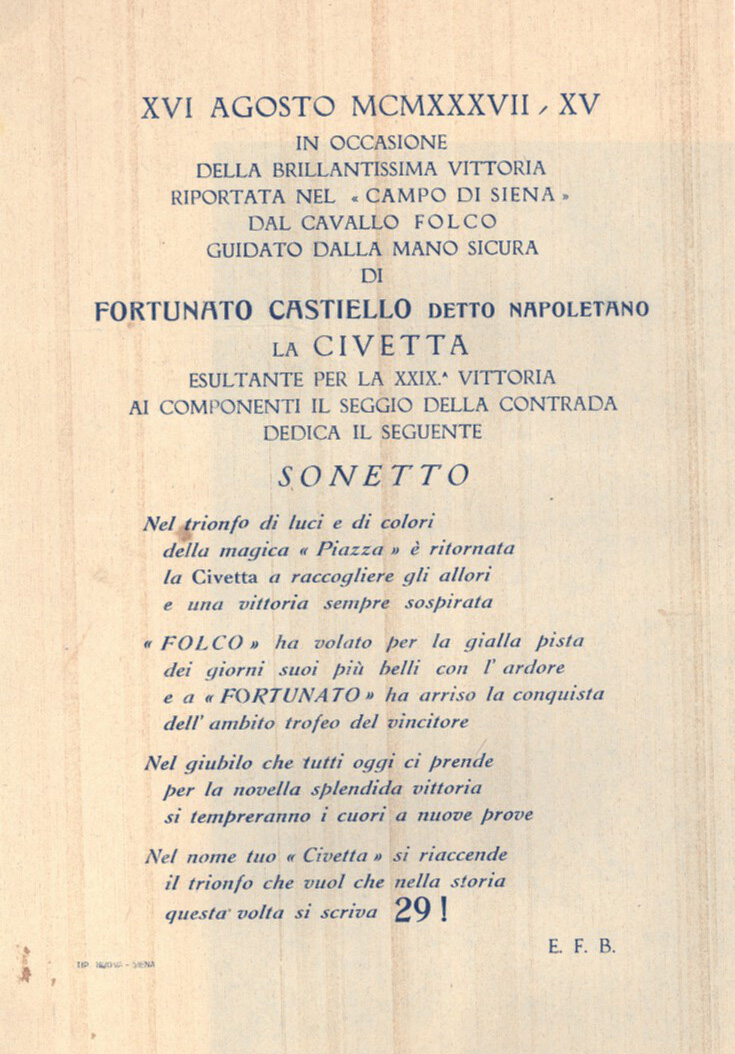 XVI AGOSTO MCMXXXVII, XV
IN OCCASIONE
DELLA BRILLANTISSIMA VITTORIA
RIPORTATA NEL « CAMPO DI SIENA »
DAL CAVALLO FOLCO
GUIDATO DALLA MANO SICURA
DI
FORTUNATO CASTIELLO DETTO NAPOLETANO
LA CIVETTA
ESULTANTE PER LA XXIX.ᴬ VITTORIA
AI COMPONENTI IL SEGGIO DELLA CONTRADA
DEDICA IL SEGUENTE
SONETTO
Nel trionfo di luci e di colori
della magica « Piazza » è ritornata
la Civetta a raccogliere gli allori
e una vittoria sempre sospirata
« FOLCO » ha volato per la gialla pista
dei giorni suoi più belli con l' ardore
e a « FORTUNATO » ha arriso la conquista
dell' ambito trofeo del vincitore
Nel giubilo che tutti oggi ci prende
per la novella splendida vittoria
si tempreranno i cuori a nuove prove
Nel nome tuo « Civetta » si riaccende
il trionfo che vuol che nella storia
questa volta si scriva 29 !
E. F. B.
TIP. NUOVA - SIENA